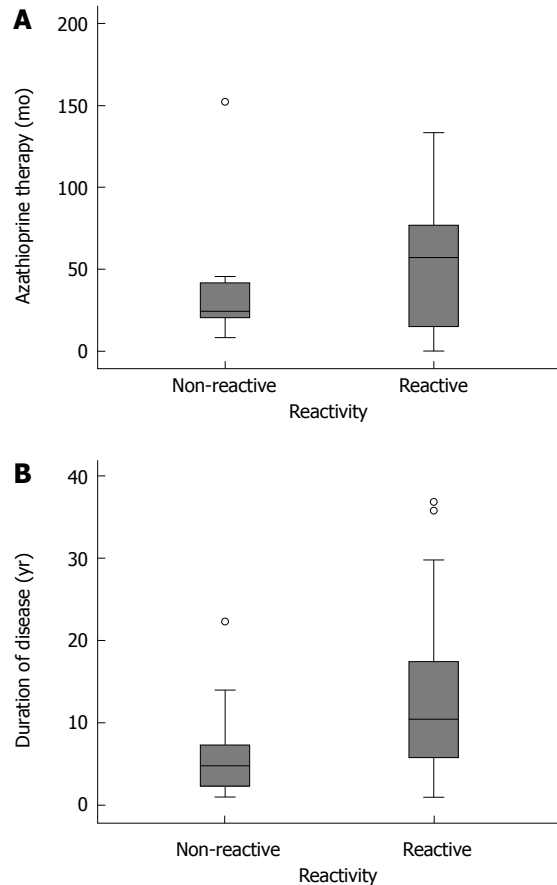 A
200
150
100
50
0
Azathioprine therapy (mo)
Non-reactive
Reactive
Reactivity
B
40
30
20
10
0
Duration of disease (yr)
Non-reactive
Reactive
Reactivity